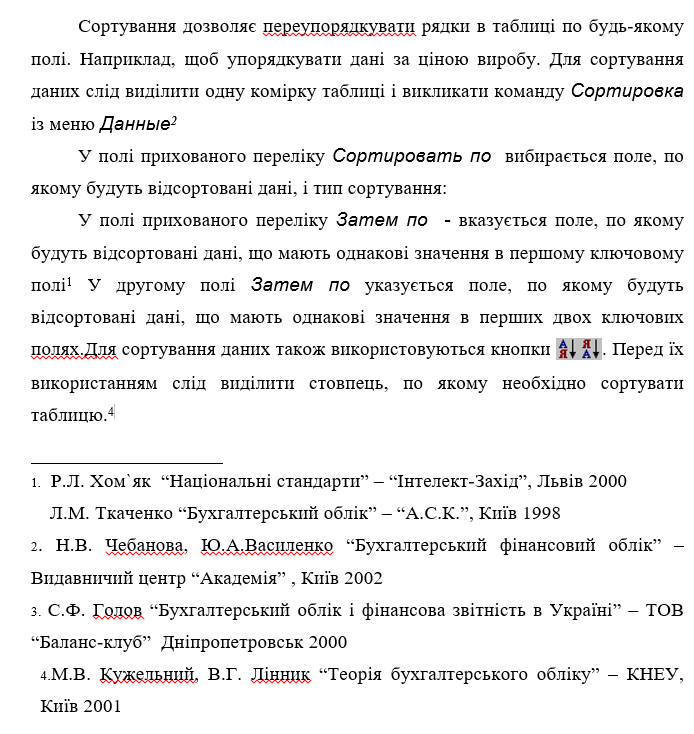 Сортування дозволяє переупорядкувати рядки в таблиці по будь-якому
полі. Наприклад, щоб упорядкувати дані за ціною виробу. Для сортування
даних слід виділити одну комірку таблиці і викликати команду Сортировка
із меню Данные²
У полі прихованого переліку Сортировать по вибирається поле, по
якому будуть відсортовані дані, і тип сортування:
У полі прихованого переліку Затем по - вказується поле, по якому
будуть відсортовані дані, що мають однакові значення в першому ключовому
полі¹ У другому полі Затем по указується поле, по якому будуть
відсортовані дані, що мають однакові значення в перших двох ключових
полях.Для сортування даних також використовуються кнопки АЯ↓ ЯА↓. Перед їх
використанням слід виділити стовпець, по якому необхідно сортувати
таблицю.⁴
1. Р.Л. Хом`як “Національні стандарти” – “Інтелект-Захід”, Львів 2000
Л.М. Ткаченко “Бухгалтерський облік” – “А.С.К.”, Київ 1998
2. Н.В. Чебанова, Ю.А.Василенко “Бухгалтерський фінансовий облік” –
Видавничий центр “Академія” , Київ 2002
3. С.Ф. Голов “Бухгалтерський облік і фінансова звітність в Україні” – ТОВ
“Баланс-клуб” Дніпропетровськ 2000
4.М.В. Кужельний, В.Г. Лінник “Теорія бухгалтерського обліку” – КНЕУ,
Київ 2001